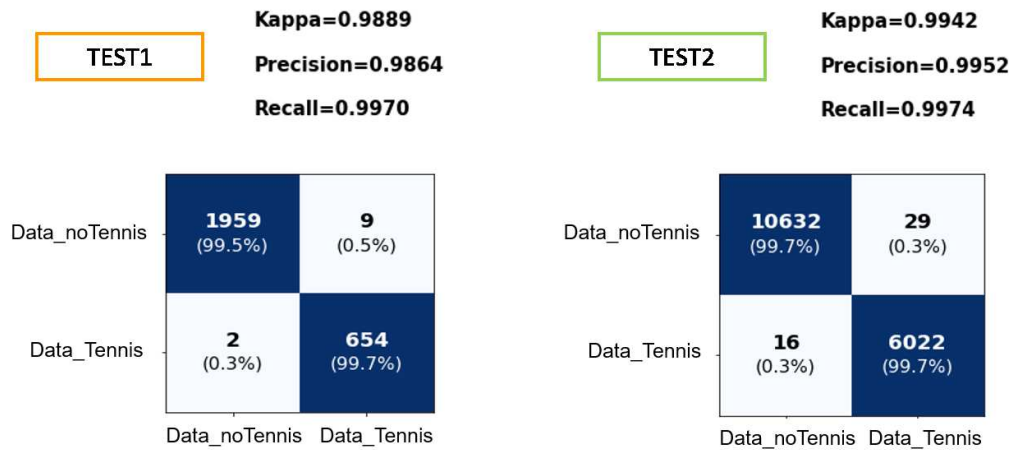 TEST1
Kappa=0.9889
Precision=0.9864
Recall=0.9970
Data_noTennis
1959
(99.5%)
9
(0.5%)
Data_Tennis
2
(0.3%)
654
(99.7%)
Data_noTennis
Data_Tennis
TEST2
Kappa=0.9942
Precision=0.9952
Recall=0.9974
Data_noTennis
10632
(99.7%)
29
(0.3%)
Data_Tennis
16
(0.3%)
6022
(99.7%)
Data_noTennis
Data_Tennis